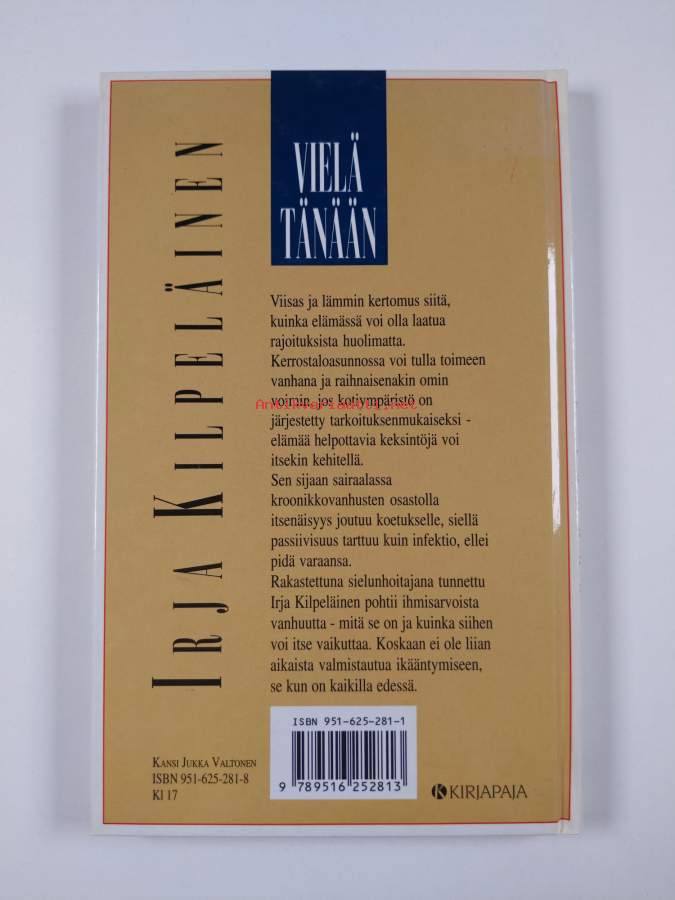 IRJA KILPELÄINEN
VIELÄ
TÄNÄÄN
Viisas ja lämmin kertomus siitä,
kuinka elämässä voi olla laatua
rajoituksista huolimatta.
Kerrostaloasunnossa voi tulla toimeen
vanhana ja raihnaisenakin omin
voimin, jos kotiympäristö on
Antikvariaatti.net
järjestetty tarkoituksenmukaiseksi -
elämää helpottavia keksintöjä voi
itsekin kehitellä.
Sen sijaan sairaalassa
kroonikkovanhusten osastolla
itsenäisyys joutuu koetukselle, siellä
passiivisuus tarttuu kuin infektio, ellei
pidä varaansa.
Rakastettuna sielunhoitajana tunnettu
Irja Kilpeläinen pohtii ihmisarvoista
vanhuutta - mitä se on ja kuinka siihen
voi itse vaikuttaa. Koskaan ei ole liian
aikaista valmistautua ikääntymiseen,
se kun on kaikilla edessä.
ISBN 951-625-281-1
9 789516 252813
KANSI JUKKA VALTONEN
ISBN 951-625-281-8
Kl 17
KIRJAPAJA